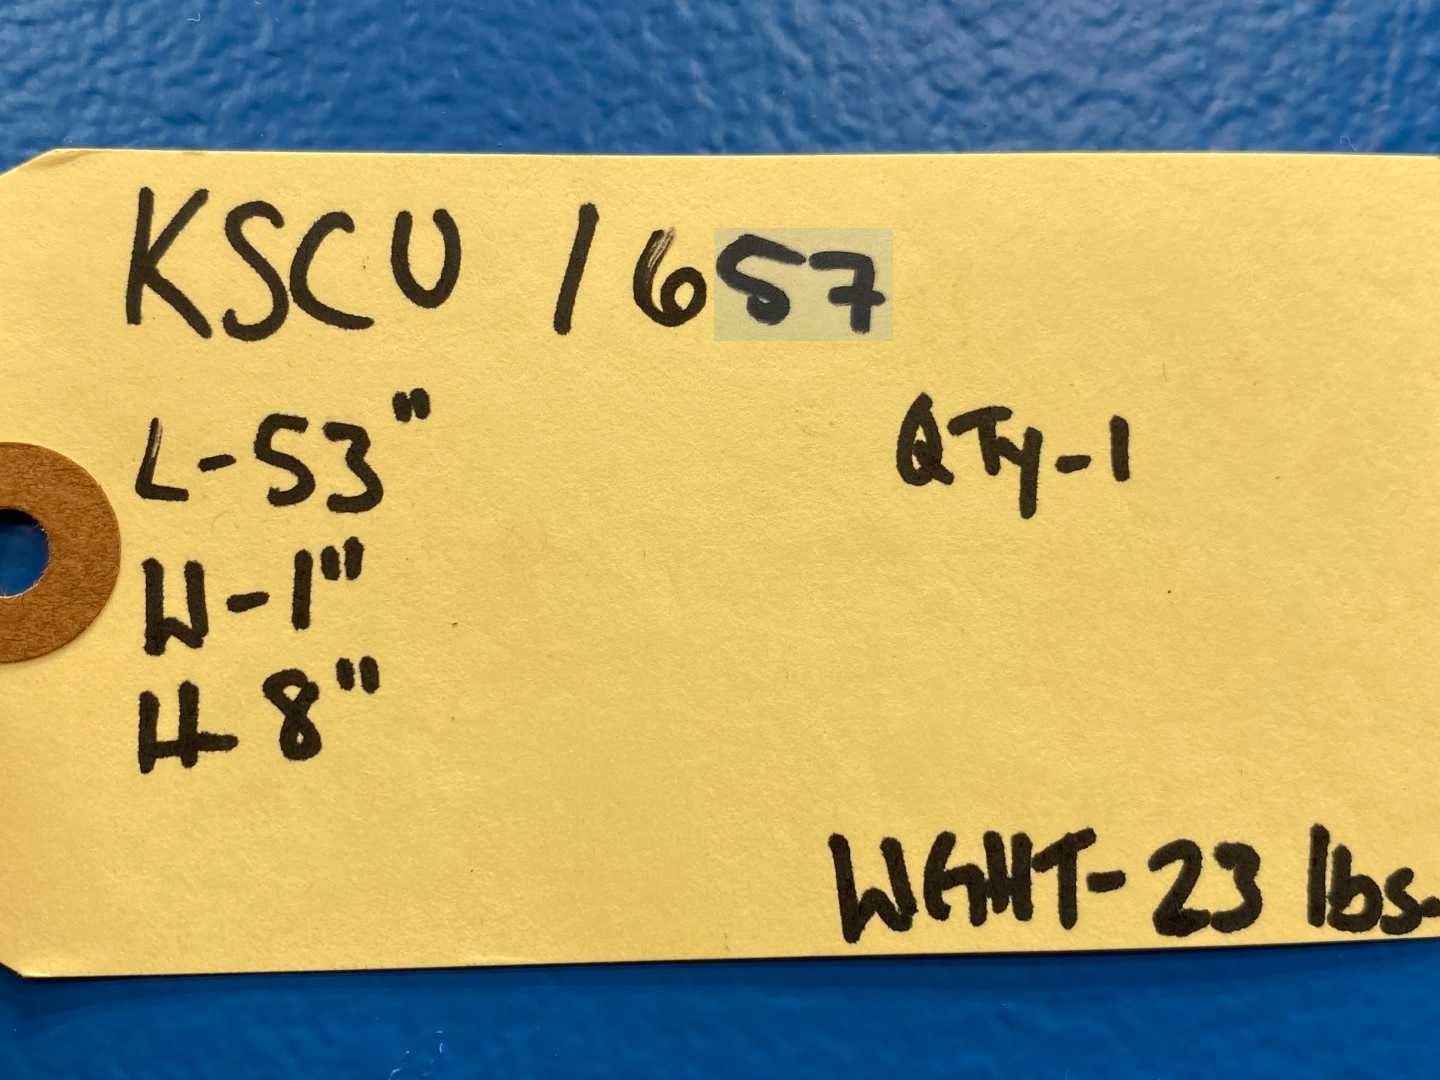 KSCU 1657
L-53" QTy-1
W-1"
H-8"
WGHT-23 lbs.